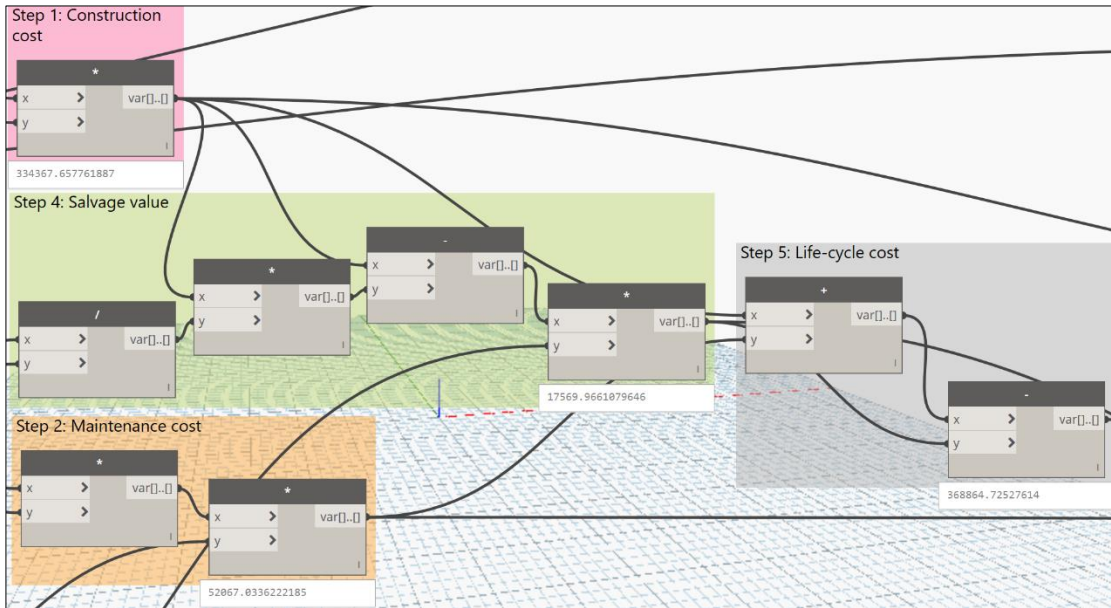 Step 1: Construction
cost
*
x > var[]..[]
y >
l
334367.657761887
Step 4: Salvage value
-
x > var[]..[]
y >
l
*
x > var[]..[]
y >
l
/
x > var[]..[]
y >
l
*
x > var[]..[]
y >
l
17569.9661079646
Step 5: Life-cycle cost
+
x > var[]..[]
y >
l
-
x > var[]..[]
y >
l
368864.72527614
Step 2: Maintenance cost
*
x > var[]..[]
y >
l
*
x > var[]..[]
y >
l
52067.0336222185